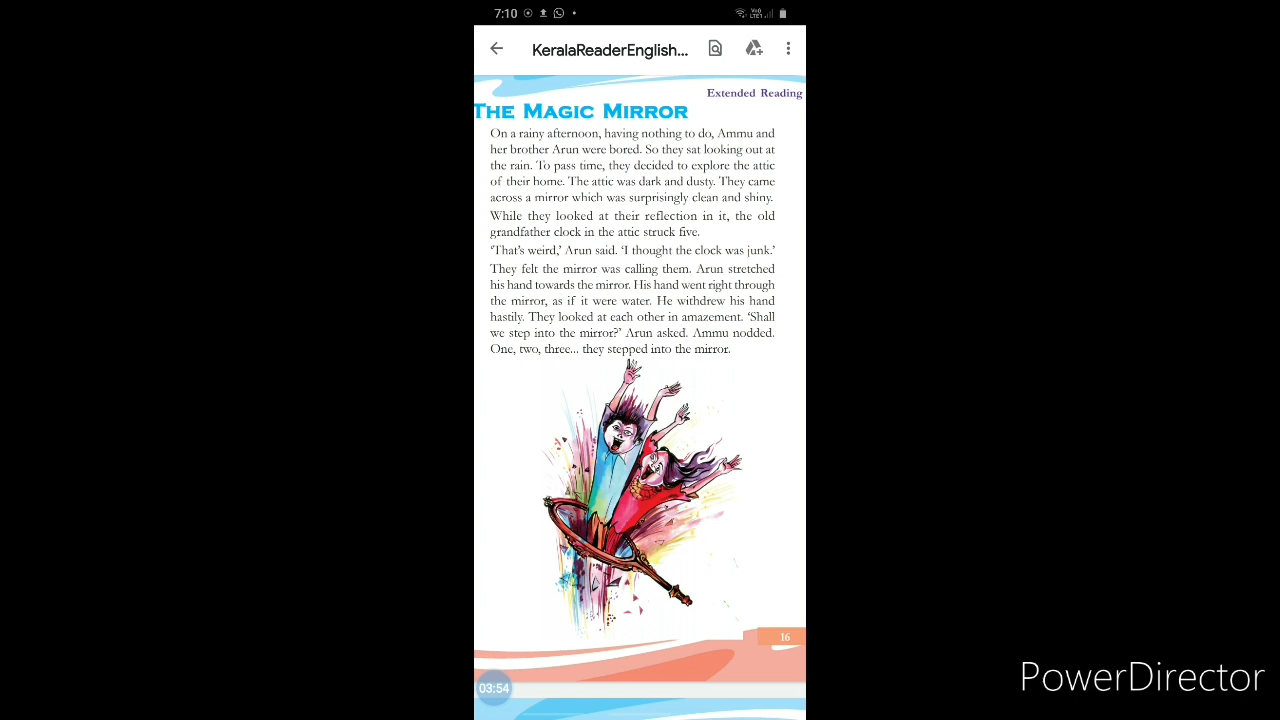 7:10
VoLTE1
KeralaReaderEnglish...
Extended Reading
THE MAGIC MIRROR
On a rainy afternoon, having nothing to do, Ammu and
her brother Arun were bored. So they sat looking out at
the rain. To pass time, they decided to explore the attic
of their home. The attic was dark and dusty. They came
across a mirror which was surprisingly clean and shiny.
While they looked at their reflection in it, the old
grandfather clock in the attic struck five.
‘That’s weird,’ Arun said. ‘I thought the clock was junk.’
They felt the mirror was calling them. Arun stretched
his hand towards the mirror. His hand went right through
the mirror, as if it were water. He withdrew his hand
hastily. They looked at each other in amazement. ‘Shall
we step into the mirror?’ Arun asked. Ammu nodded.
One, two, three... they stepped into the mirror.
16
03:54
PowerDirector